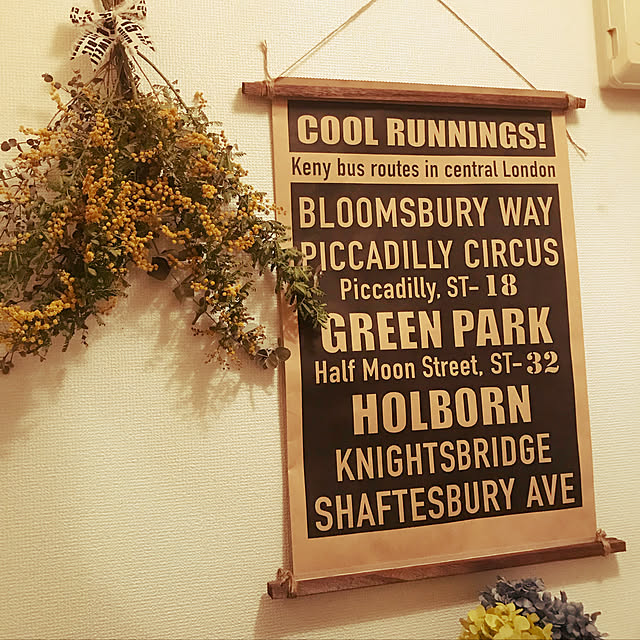 COOL RUNNINGS!
Keny bus routes in central London
BLOOMSBURY WAY
PICCADILLY CIRCUS
Piccadilly, ST-18
GREEN PARK
Half Moon Street, ST-32
HOLBORN
KNIGHTSBRIDGE
SHAFTESBURY AVE